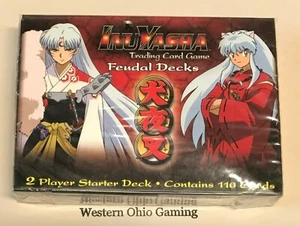 InuYasha
Trading Card Game
Feudal Decks
犬夜叉
2 Player Starter Deck • Contains 110 Cards
Western Ohio Gaming